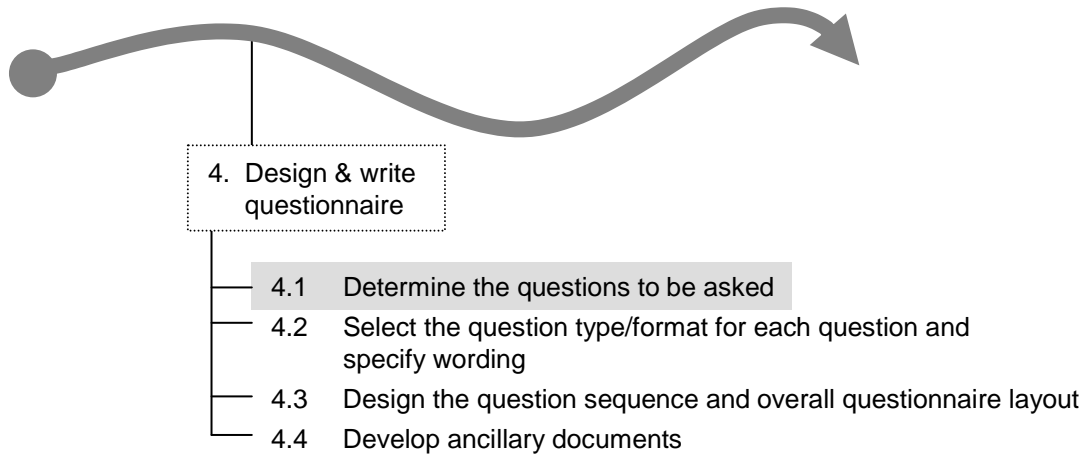 4. Design & write
questionnaire
4.1 Determine the questions to be asked
4.2 Select the question type/format for each question and
specify wording
4.3 Design the question sequence and overall questionnaire layout
4.4 Develop ancillary documents